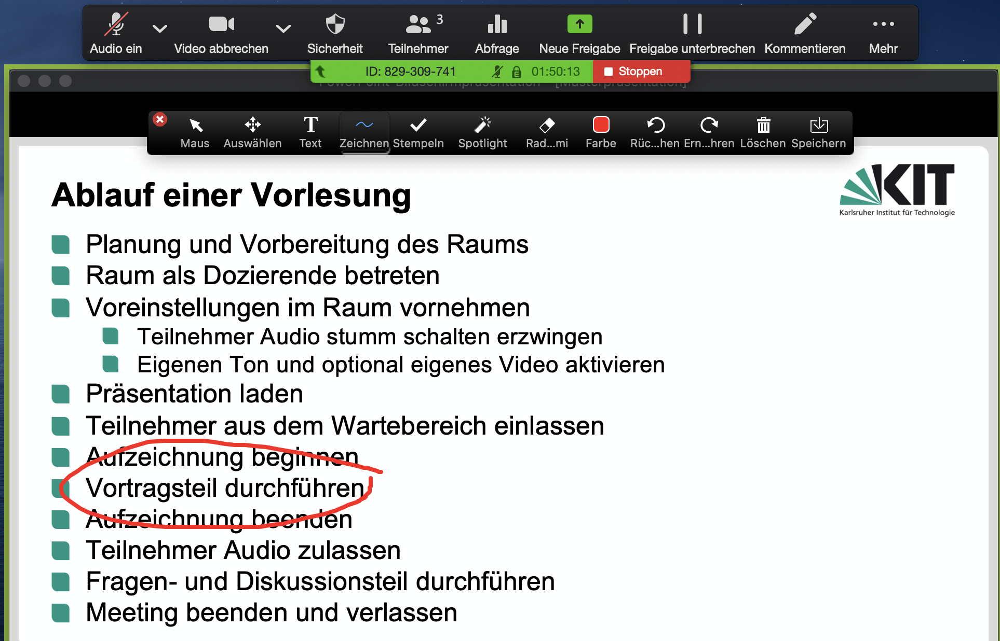 Audio ein Video abbrechen Sicherheit Teilnehmer 3 Abfrage Neue Freigabe Freigabe unterbrechen Kommentieren Mehr
ID: 829-309-741 01:50:13 Stoppen
PowerPoint-Bildschirmpräsentation - [Masterpräsentation]
Maus Auswählen Text Zeichnen Stempeln Spotlight Rad...mi Farbe Rüc...hen Ern...hren Löschen Speichern
KIT
Karlsruher Institut für Technologie
Ablauf einer Vorlesung
Planung und Vorbereitung des Raums
Raum als Dozierende betreten
Voreinstellungen im Raum vornehmen
Teilnehmer Audio stumm schalten erzwingen
Eigenen Ton und optional eigenes Video aktivieren
Präsentation laden
Teilnehmer aus dem Wartebereich einlassen
Aufzeichnung beginnen
Vortragsteil durchführen
Aufzeichnung beenden
Teilnehmer Audio zulassen
Fragen- und Diskussionsteil durchführen
Meeting beenden und verlassen